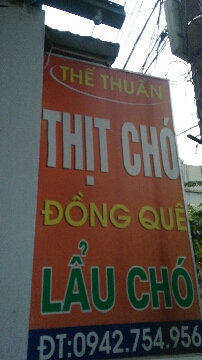 THẾ THUẬN
THỊT CHÓ
ĐỒNG QUÊ
LẨU CHÓ
ĐT:0942.754.956